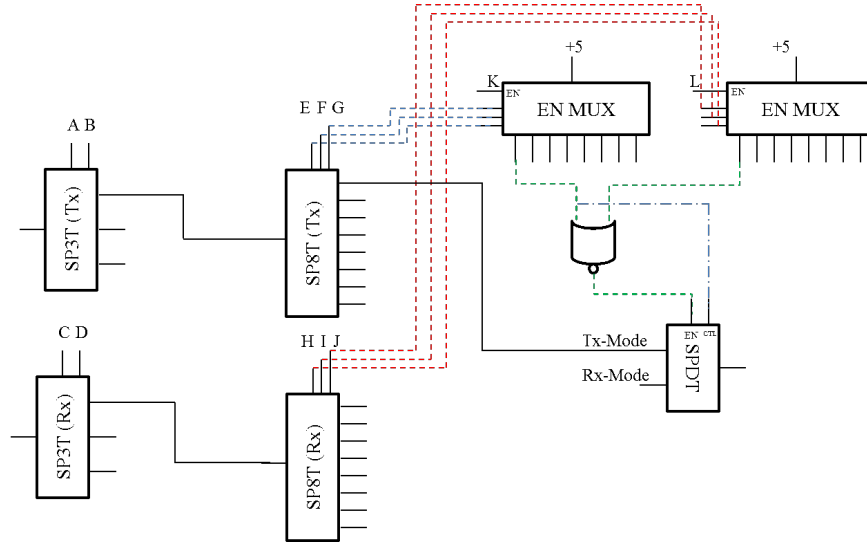 +5
+5
K
EN
EN MUX
L
EN
EN MUX
E F G
A B
SP3T (Tx)
SP8T (Tx)
C D
H I J
Tx-Mode
EN
CTL
SPDT
Rx-Mode
SP3T (Rx)
SP8T (Rx)